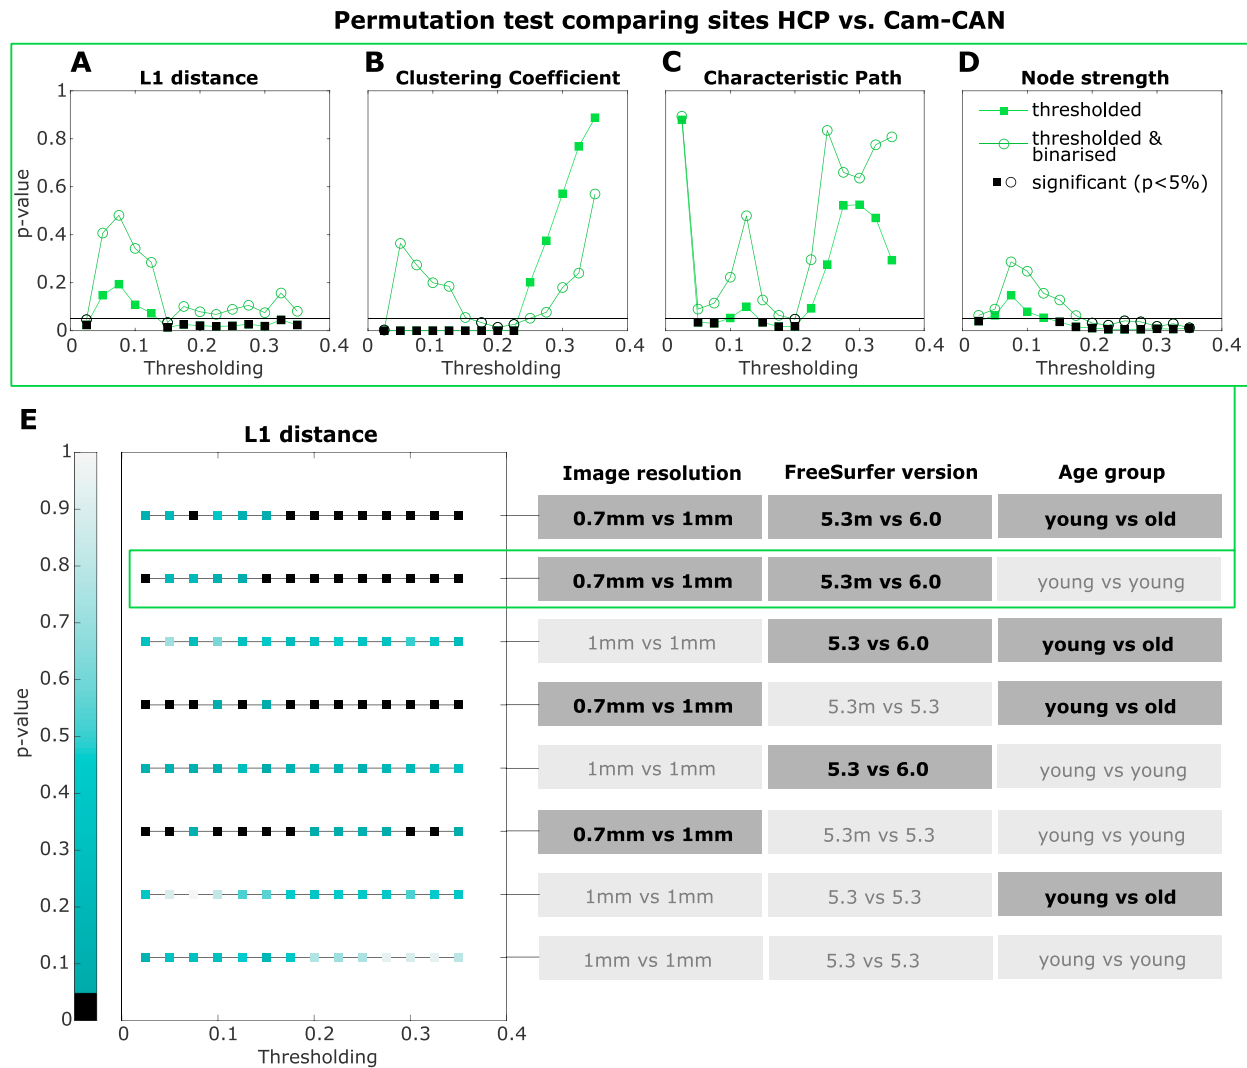 Permutation test comparing sites HCP vs. Cam-CAN
A
B
C
D
L1 distance
Clustering Coefficient
Characteristic Path
Node strength
1
0.8
0.6
0.4
0.2
0
p-value
0 0.1 0.2 0.3 0.4
Thresholding
0 0.1 0.2 0.3 0.4
Thresholding
0 0.1 0.2 0.3 0.4
Thresholding
0 0.1 0.2 0.3 0.4
Thresholding
thresholded
thresholded &
binarised
significant (p<5%)
E
L1 distance
1
0.9
0.8
0.7
0.6
0.5
0.4
0.3
0.2
0.1
0
p-value
0 0.1 0.2 0.3 0.4
Thresholding
Image resolution FreeSurfer version Age group
0.7mm vs 1mm 5.3m vs 6.0 young vs old
0.7mm vs 1mm 5.3m vs 6.0 young vs young
1mm vs 1mm 5.3 vs 6.0 young vs old
0.7mm vs 1mm 5.3m vs 5.3 young vs old
1mm vs 1mm 5.3 vs 6.0 young vs young
0.7mm vs 1mm 5.3m vs 5.3 young vs young
1mm vs 1mm 5.3 vs 5.3 young vs old
1mm vs 1mm 5.3 vs 5.3 young vs young